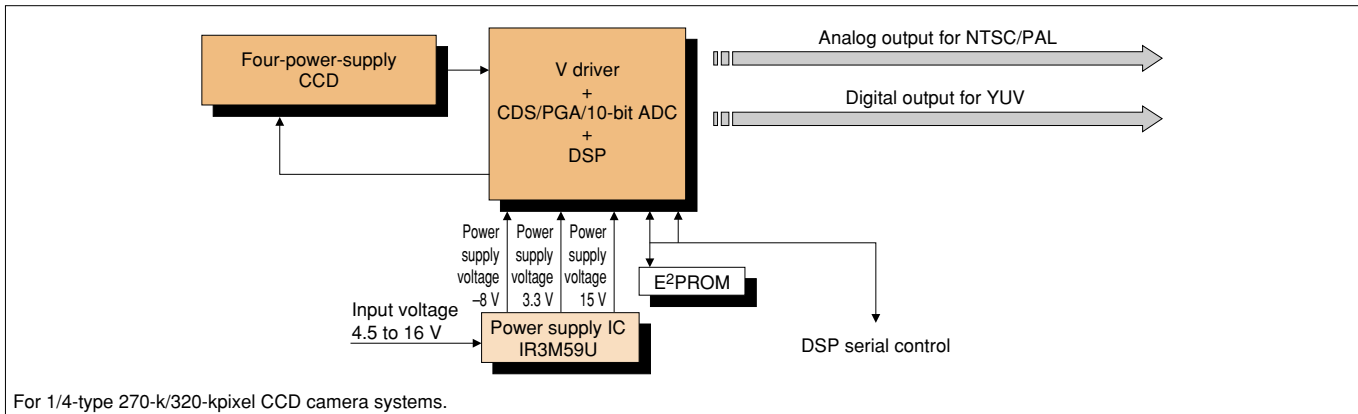 Four-power-supply
CCD
V driver
+
CDS/PGA/10-bit ADC
+
DSP
Analog output for NTSC/PAL
Digital output for YUV
Power
supply
voltage
–8 V
Power
supply
voltage
3.3 V
Power
supply
voltage
15 V
E²PROM
Input voltage
4.5 to 16 V
Power supply IC
IR3M59U
DSP serial control
For 1/4-type 270-k/320-kpixel CCD camera systems.